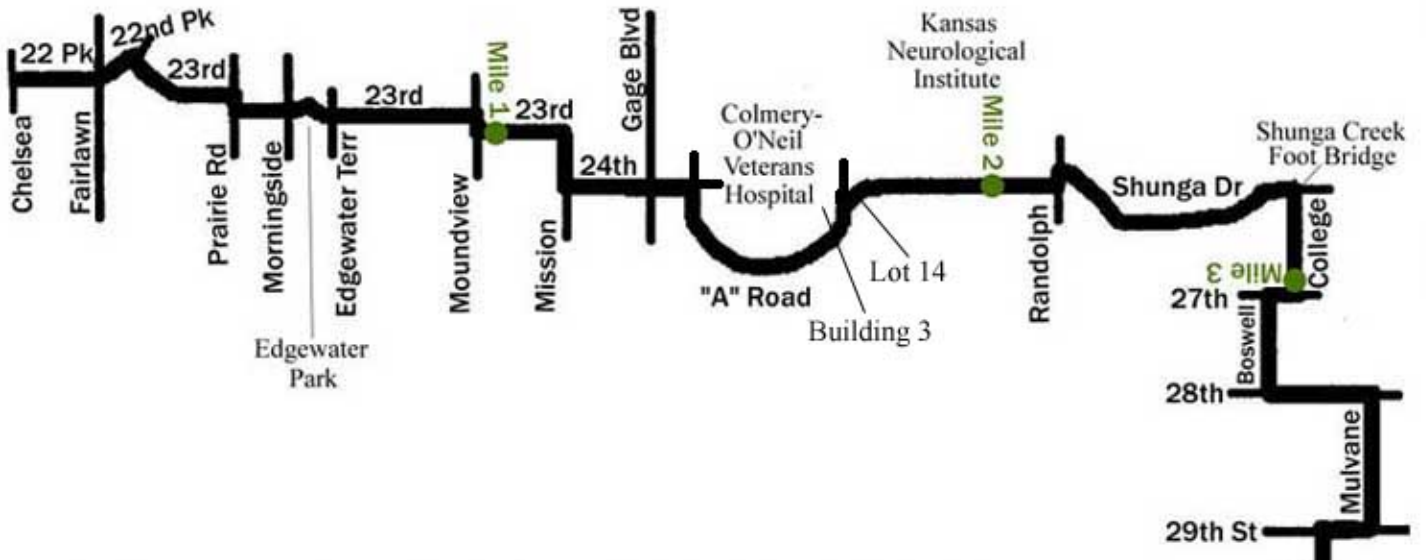 22 Pk
22nd Pk
23rd
23rd
Mile 1
23rd
Gage Blvd
Kansas
Neurological
Institute
Mile 2
Colmery-
O'Neil
Veterans
Hospital
Shunga Creek
Foot Bridge
24th
Shunga Dr
Chelsea
Fairlawn
Prairie Rd
Morningside
Edgewater Terr
Moundview
Mission
Randolph
College
Lot 14
"A" Road
Building 3
Mile 3
27th
Edgewater
Park
Boswell
28th
Mulvane
29th St